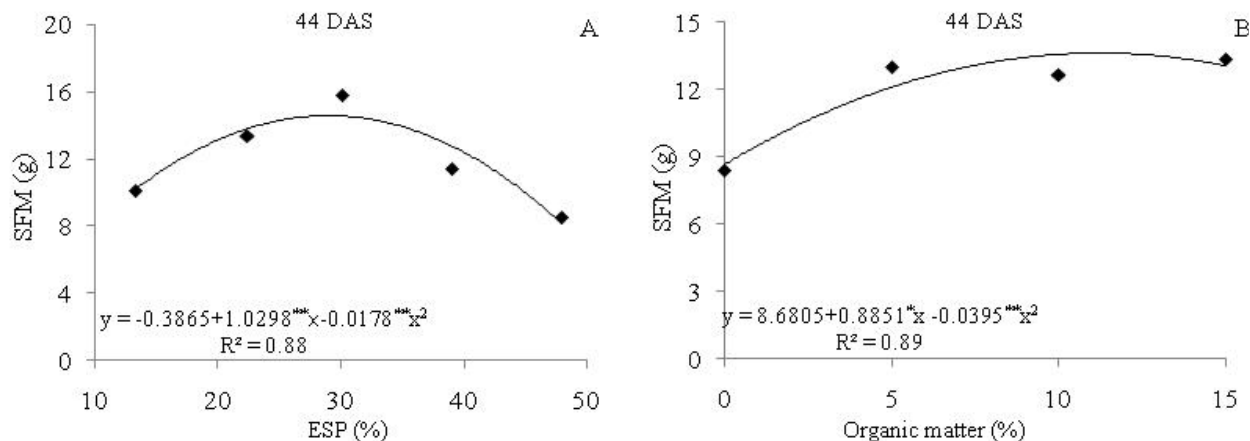 44 DAS
A
20
16
12
8
4
0
SFM (g)
y = -0.3865+1.0298**x-0.0178**x²
R² = 0.88
10 20 30 40 50
ESP (%)
44 DAS
B
15
12
9
6
3
0
SFM (g)
y = 8.6805+0.8851*x -0.0395**x²
R² = 0.89
0 5 10 15
Organic matter (%)